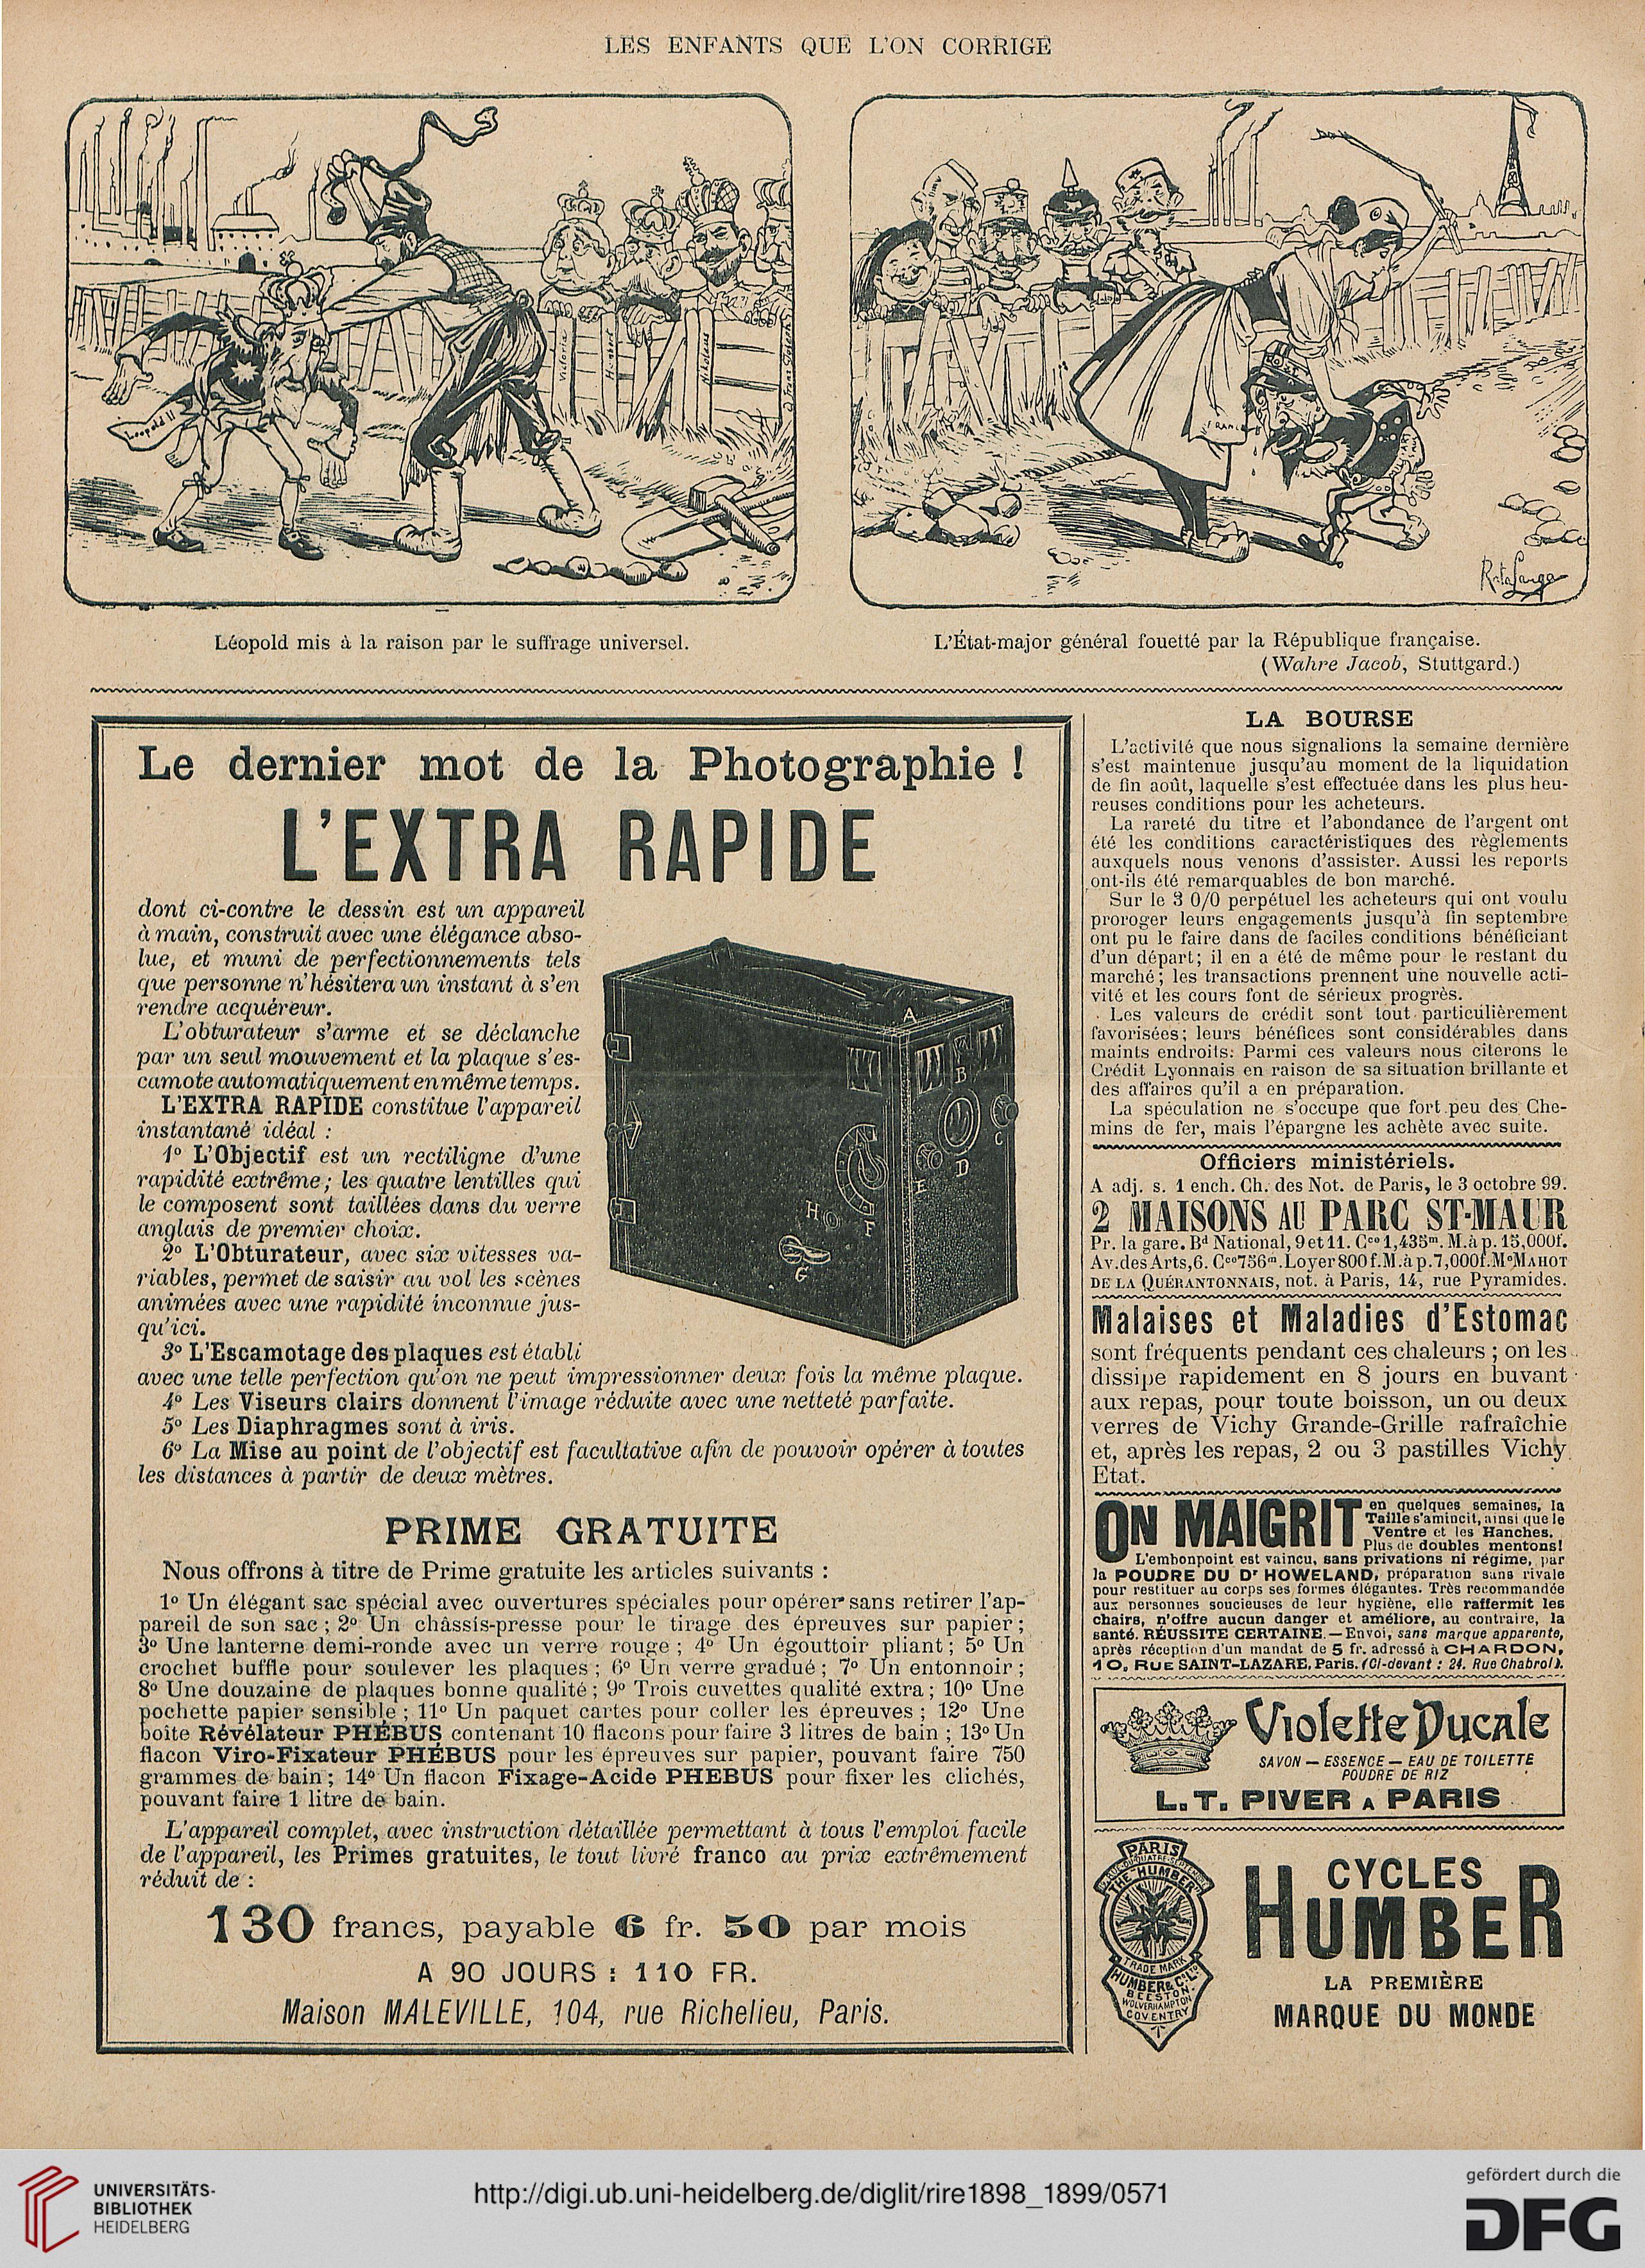 LES ENFANTS QUE L'ON CORRIGE
Leopold II
Victoria
Humbert
Nikolaus
Franz Joseph
FRANCE
RataLanga
Léopold mis à la raison par le suffrage universel.
L'État-major général fouetté par la République française.
(Wahre Jacob, Stuttgard.)
Le dernier mot de la Photographie !
L'EXTRA RAPIDE
dont ci-contre le dessin est un appareil
à main, construit avec une élégance abso-
lue, et muni de perfectionnements tels
que personne n'hésitera un instant à s'en
rendre acquéreur.
L'obturateur s'arme et se déclanche
par un seul mouvement et la plaque s'es-
camote automatiquement en même temps.
L'EXTRA RAPIDE constitue l'appareil
instantané idéal :
1º L'Objectif est un rectiligne d'une
rapidité extrême; les quatre lentilles qui
le composent sont taillées dans du verre
anglais de premier choix.
2º L'Obturateur, avec six vitesses va-
riables, permet de saisir au vol les scènes
animées avec une rapidité inconnue jus-
qu'ici.
3º L'Escamotage des plaques est établi
avec une telle perfection qu'on ne peut impressionner deux fois la même plaque.
4º Les Viseurs clairs donnent l'image réduite avec une netteté parfaite.
5º Les Diaphragmes sont à iris.
6º La Mise au point de l'objectif est facultative afin de pouvoir opérer à toutes
les distances à partir de deux mètres.
A
B
C
D
E
F
H
G
PRIME GRATUITE
Nous offrons à titre de Prime gratuite les articles suivants :
1º Un élégant sac spécial avec ouvertures spéciales pour opérer sans retirer l'ap-
pareil de son sac ; 2º Un châssis-presse pour le tirage des épreuves sur papier ;
3º Une lanterne demi-ronde avec un verre rouge ; 4º Un égouttoir pliant ; 5º Un
crochet buffle pour soulever les plaques ; 6º Un verre gradué ; 7º Un entonnoir ;
8º Une douzaine de plaques bonne qualité ; 9º Trois cuvettes qualité extra ; 10º Une
pochette papier sensible ; 11º Un paquet cartes pour coller les épreuves ; 12º Une
boîte Révélateur PHÉBUS contenant 10 flacons pour faire 3 litres de bain ; 13º Un
flacon Viro-Fixateur PHÉBUS pour les épreuves sur papier, pouvant faire 750
grammes de bain ; 14º Un flacon Fixage-Acide PHEBUS pour fixer les clichés,
pouvant faire 1 litre de bain.
L'appareil complet, avec instruction détaillée permettant à tous l'emploi facile
de l'appareil, les Primes gratuites, le tout livré franco au prix extrêmement
réduit de :
130 francs, payable 6 fr. 50 par mois
A 90 JOURS : 110 FR.
Maison MALEVILLE, 104, rue Richelieu, Paris.
LA BOURSE
L'activité que nous signalions la semaine dernière
s'est maintenue jusqu'au moment de la liquidation
de fin août, laquelle s'est effectuée dans les plus heu-
reuses conditions pour les acheteurs.
La rareté du titre et l'abondance de l'argent ont
été les conditions caractéristiques des règlements
auxquels nous venons d'assister. Aussi les reports
ont-ils été remarquables de bon marché.
Sur le 3 0/0 perpétuel les acheteurs qui ont voulu
proroger leurs engagements jusqu'à fin septembre
ont pu le faire dans de faciles conditions bénéficiant
d'un départ; il en a été de même pour le restant du
marché; les transactions prennent une nouvelle acti-
vité et les cours font de sérieux progrès.
Les valeurs de crédit sont tout particulièrement
favorisées; leurs bénéfices sont considérables dans
maints endroits: Parmi ces valeurs nous citerons le
Crédit Lyonnais en raison de sa situation brillante et
des affaires qu'il a en préparation.
La spéculation ne s'occupe que fort peu des Che-
mins de fer, mais l'épargne les achète avec suite.
Officiers ministériels.
A adj. s. 1 ench. Ch. des Not. de Paris, le 3 octobre 99.
2 MAISONS AU PARC ST-MAUR
Pr. la gare. Bd National, 9 et 11. Cce 1,435m. M. à p. 15,000f.
Av. des Arts, 6. Cce 756m. Loyer 800 f. M. à p. 7,000f. Me MAHOT
DE LA QUÉRANTONNAIS, not. à Paris, 14, rue Pyramides.
Malaises et Maladies d'Estomac
sont fréquents pendant ces chaleurs ; on les
dissipe rapidement en 8 jours en buvant
aux repas, pour toute boisson, un ou deux
verres de Vichy Grande-Grille rafraîchie
et, après les repas, 2 ou 3 pastilles Vichy
Etat.
ON MAIGRIT en quelques semaines, la
Taille s'amincit, ainsi que le
Ventre et les Hanches.
Plus de doubles mentons!
L'embonpoint est vaincu, sans privations ni régime, par
la POUDRE DU Dr HOWELAND, préparation sans rivale
pour restituer au corps ses formes élégantes. Très recommandée
aux personnes soucieuses de leur hygiène, elle raffermit les
chairs, n'offre aucun danger et améliore, au contraire, la
santé. RÉUSSITE CERTAINE. — Envoi, sans marque apparente,
après réception d'un mandat de 5 fr. adressé à CHARDON,
10, RUE SAINT-LAZARE, Paris. (Ci-devant : 24, Rue Chabrol).
Violette Ducale
SAVON — ESSENCE — EAU DE TOILETTE
POUDRE DE RIZ
L.T. PIVER A PARIS
PARIS
RUE DU QUATRE-SEPTEMBRE
THE "HUMBER"
TRADE MARK
HUMBER & Co LTD
BEESTON
WOLVERHAMPTON
COVENTRY
CYCLES
HUMBER
LA PREMIÈRE
MARQUE DU MONDE
UNIVERSITÄTS-
BIBLIOTHEK
HEIDELBERG
http://digi.ub.uni-heidelberg.de/diglit/rire1898_1899/0571
gefördert durch die
DFG